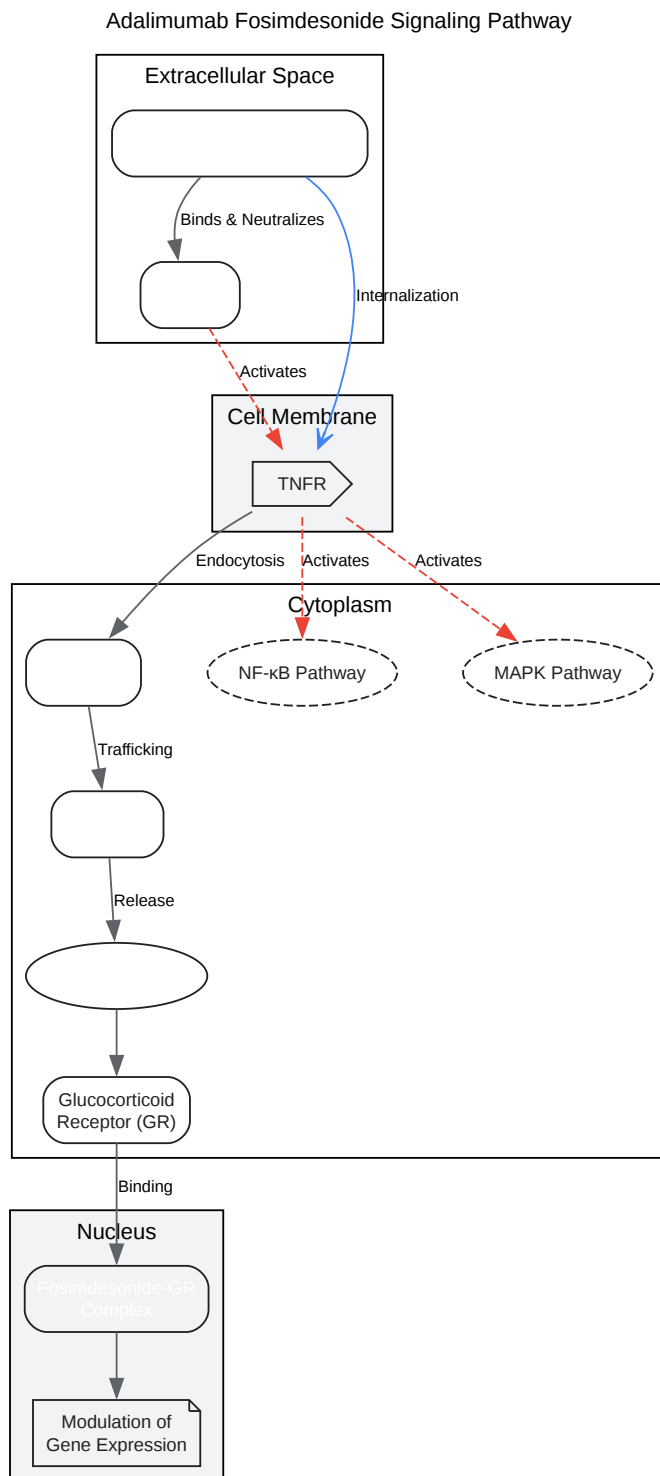 Adalimumab Fosimdesonide Signaling Pathway
Extracellular Space
Binds & Neutralizes
Internalization
Activates
Cell Membrane
TNFR
Endocytosis
Activates
Activates
Cytoplasm
NF-κB Pathway
MAPK Pathway
Trafficking
Release
Glucocorticoid
Receptor (GR)
Binding
Nucleus
Fosimdesonide-GR
Complex
Modulation of
Gene Expression